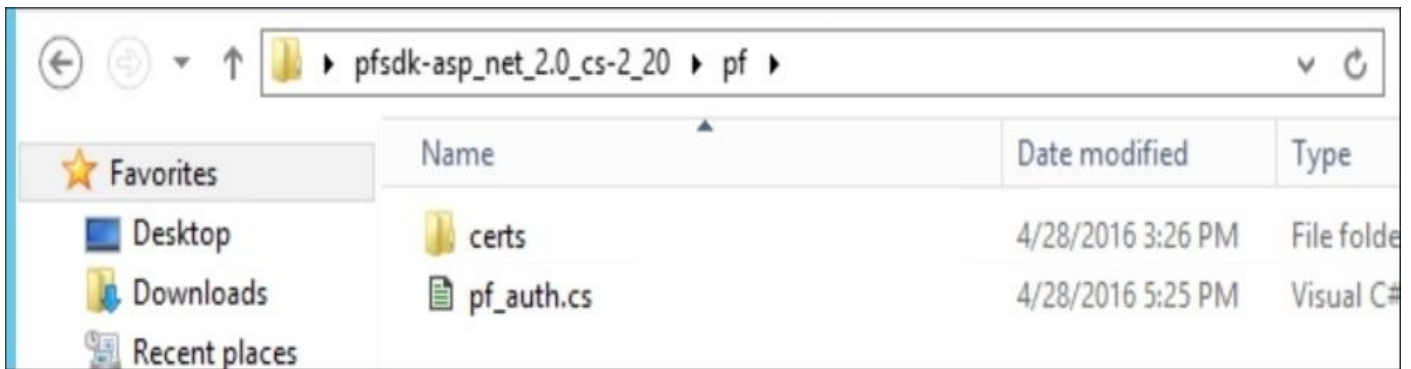 pfsdk-asp_net_2.0_cs-2_20 pf
Name Date modified Type
Favorites
Desktop certs 4/28/2016 3:26 PM File folde
Downloads pf_auth.cs 4/28/2016 5:25 PM Visual C#
Recent places